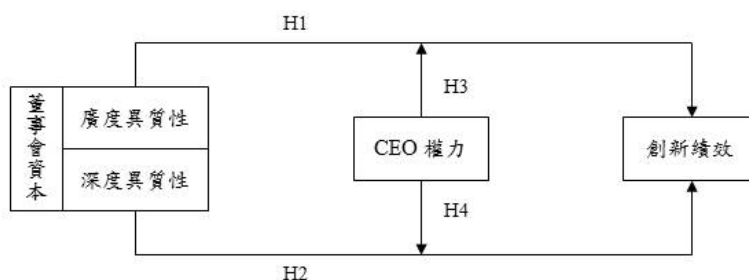 H1
H3
董事會資本
廣度異質性
深度異質性
CEO 權力
創新績效
H4
H2